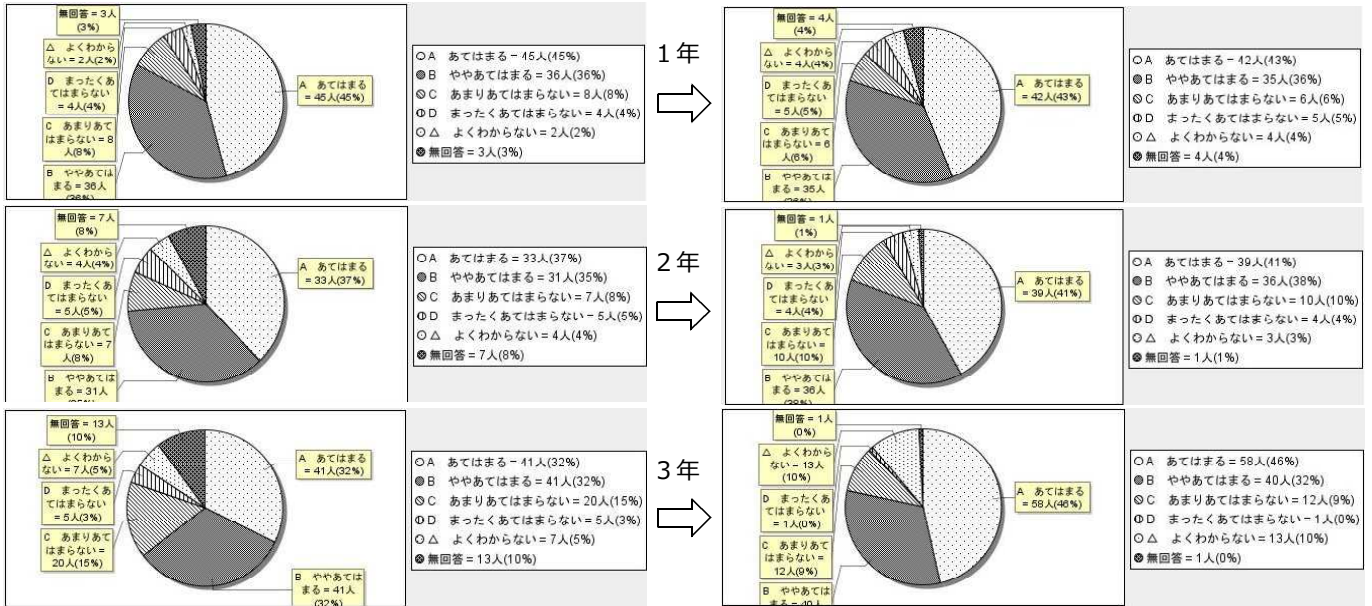 無回答 = 3人
(3%)
△ よくわから
ない = 2人(2%)
D まったくあ
てはまらない
= 4人(4%)
C あまりあて
はまらない = 8
人(8%)
B ややあては
まる = 36人
(36%)
A あてはまる
= 45人(45%)
A あてはまる − 45人(45%)
B ややあてはまる = 36人(36%)
C あまりあてはまらない = 8人(8%)
D まったくあてはまらない = 4人(4%)
△ よくわからない = 2人(2%)
無回答 = 3人(3%)
1年
無回答 = 4人
(4%)
△ よくわから
ない = 4人(4%)
D まったくあ
てはまらない
= 5人(5%)
C あまりあて
はまらない = 6
人(6%)
B ややあては
まる = 35人
A あてはまる
= 42人(43%)
A あてはまる − 42人(43%)
B ややあてはまる = 35人(36%)
C あまりあてはまらない = 6人(6%)
D まったくあてはまらない = 5人(5%)
△ よくわからない = 4人(4%)
無回答 = 4人(4%)
無回答 = 7人
(8%)
△ よくわから
ない = 4人(4%)
D まったくあ
てはまらない
= 5人(5%)
C あまりあて
はまらない = 7
人(8%)
B ややあては
まる = 31人
A あてはまる
= 33人(37%)
A あてはまる = 33人(37%)
B ややあてはまる = 31人(35%)
C あまりあてはまらない = 7人(8%)
D まったくあてはまらない − 5人(5%)
△ よくわからない = 4人(4%)
無回答 = 7人(8%)
2年
無回答 = 1人
(1%)
△ よくわから
ない = 3人(3%)
D まったくあ
てはまらない
= 4人(4%)
C あまりあて
はまらない =
10人(10%)
B ややあては
まる = 36人
(38%)
A あてはまる
= 39人(41%)
A あてはまる − 39人(41%)
B ややあてはまる = 36人(38%)
C あまりあてはまらない = 10人(10%)
D まったくあてはまらない = 4人(4%)
△ よくわからない = 3人(3%)
無回答 = 1人(1%)
無回答 = 13人
(10%)
△ よくわから
ない = 7人(5%)
D まったくあ
てはまらない
= 5人(3%)
C あまりあて
はまらない =
20人(15%)
B ややあては
まる = 41人
(32%)
A あてはまる
= 41人(32%)
A あてはまる − 41人(32%)
B ややあてはまる = 41人(32%)
C あまりあてはまらない = 20人(15%)
D まったくあてはまらない = 5人(3%)
△ よくわからない = 7人(5%)
無回答 = 13人(10%)
3年
無回答 = 1人
(0%)
△ よくわから
ない − 13人
(10%)
D まったくあ
てはまらない
= 1人(0%)
C あまりあて
はまらない =
12人(9%)
B ややあては
まる = 40人
A あてはまる
= 58人(46%)
A あてはまる = 58人(46%)
B ややあてはまる = 40人(32%)
C あまりあてはまらない = 12人(9%)
D まったくあてはまらない − 1人(0%)
△ よくわからない = 13人(10%)
無回答 = 1人(0%)